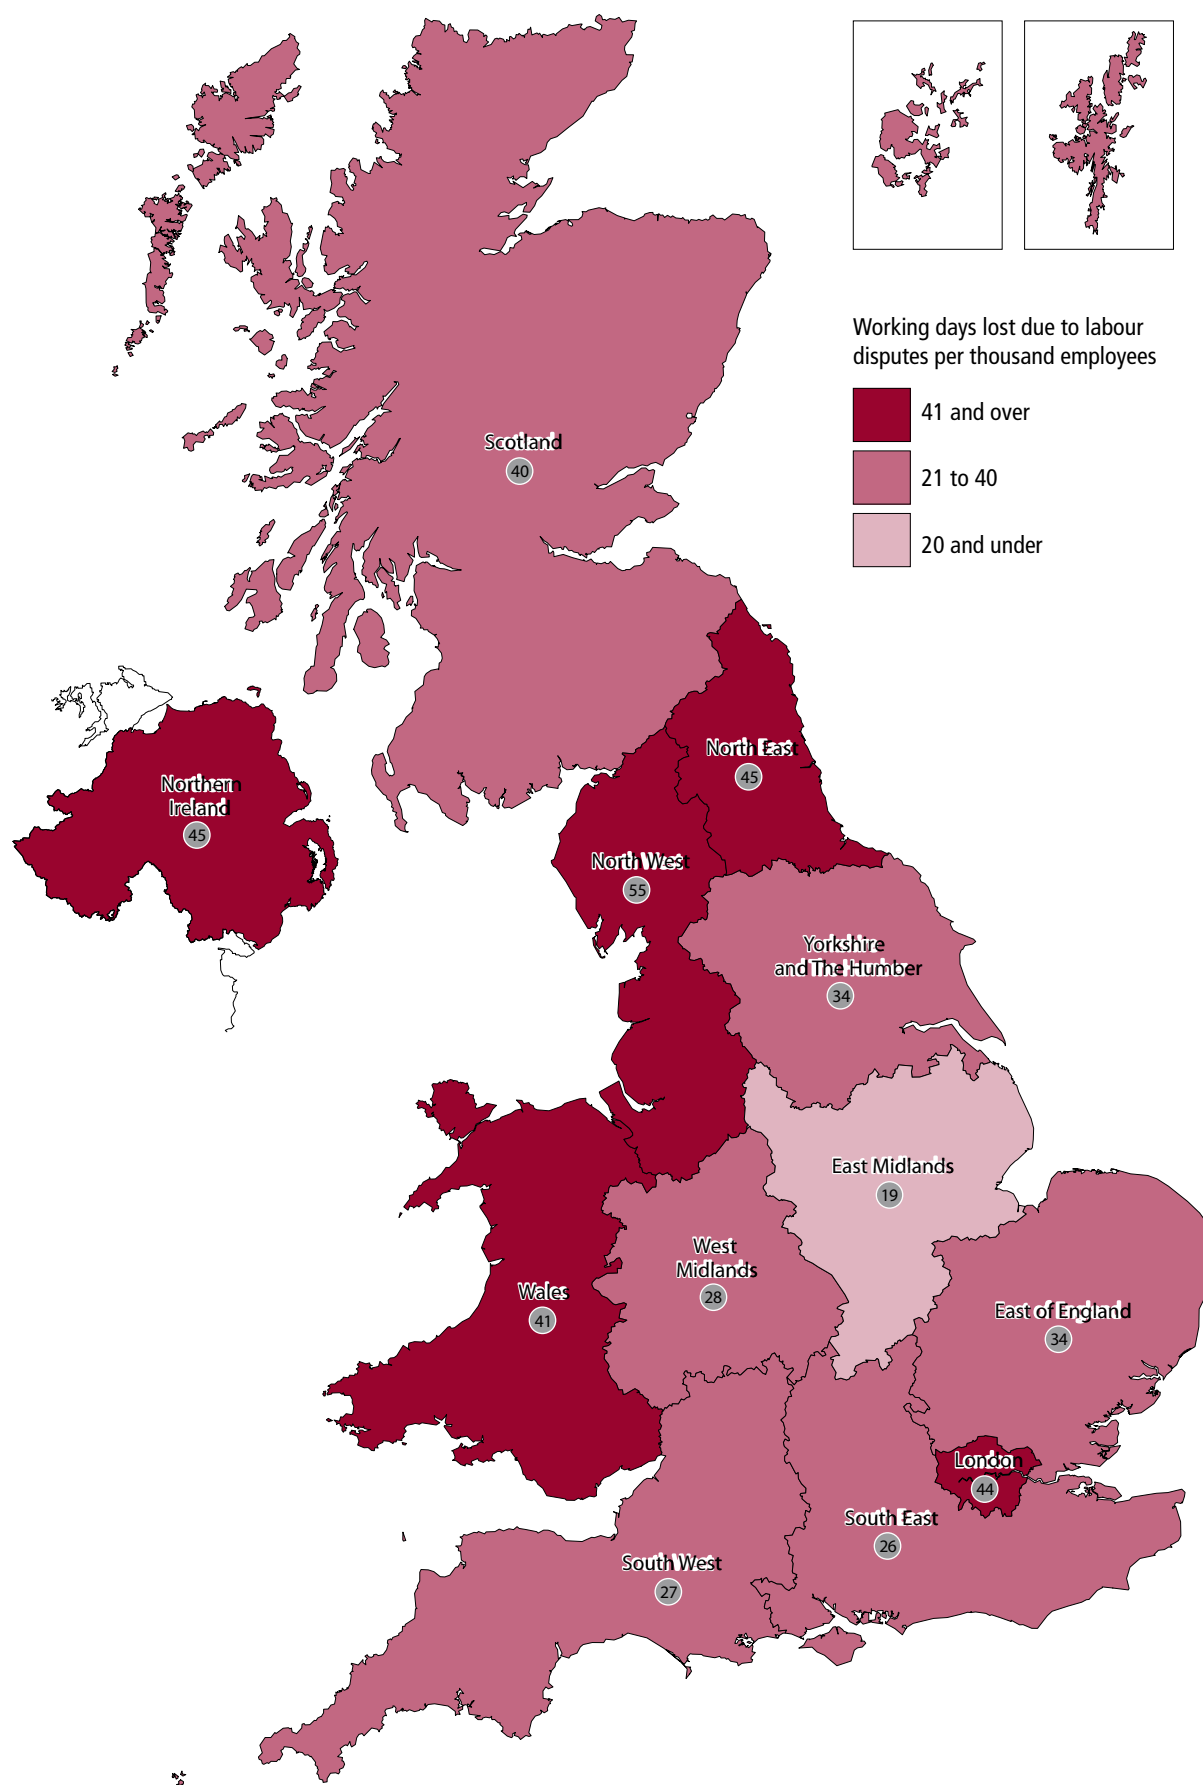 Working days lost due to labour
disputes per thousand employees
41 and over
21 to 40
20 and under
Scotland
40
North East
45
Northern
Ireland
45
North West
55
Yorkshire
and The Humber
34
East Midlands
19
West
Midlands
28
Wales
41
East of England
34
London
44
South East
26
South West
27